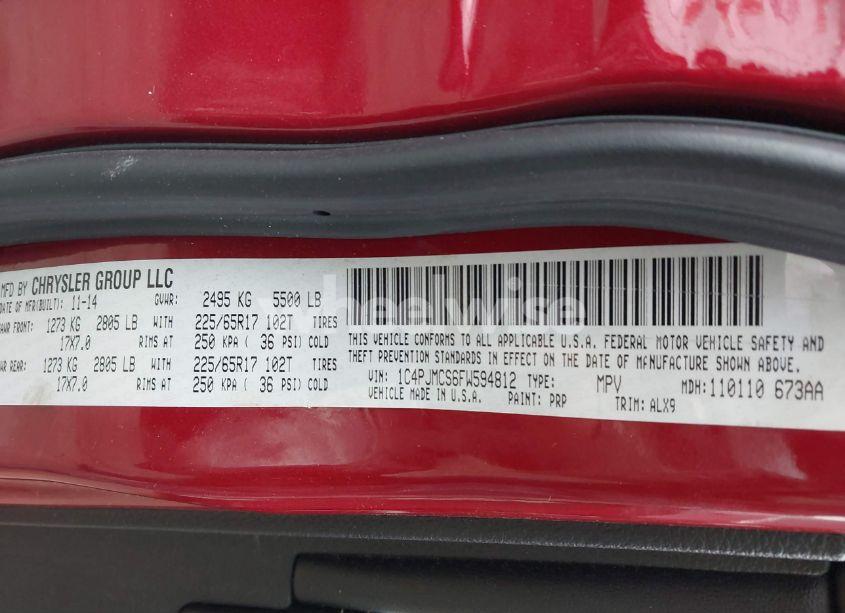 MFD BY CHRYSLER GROUP LLC
DATE OF MFR(BUILT): 11-14 GVWR: 2495 KG 5500 LB
GAWR FRONT: 1273 KG 2805 LB WITH 225/65R17 102T TIRES
17X7.0 RIMS AT 250 KPA ( 36 PSI) COLD
GAWR REAR: 1273 KG 2805 LB WITH 225/65R17 102T TIRES
17X7.0 RIMS AT 250 KPA ( 36 PSI) COLD
THIS VEHICLE CONFORMS TO ALL APPLICABLE U.S.A. FEDERAL MOTOR VEHICLE SAFETY AND
THEFT PREVENTION STANDARDS IN EFFECT ON THE DATE OF MANUFACTURE SHOWN ABOVE.
VIN: 1C4PJMCS6FW594812 TYPE: MPV MDH: 110110 673AA
VEHICLE MADE IN U.S.A. PAINT: PRP TRIM: ALX9
wheelwise